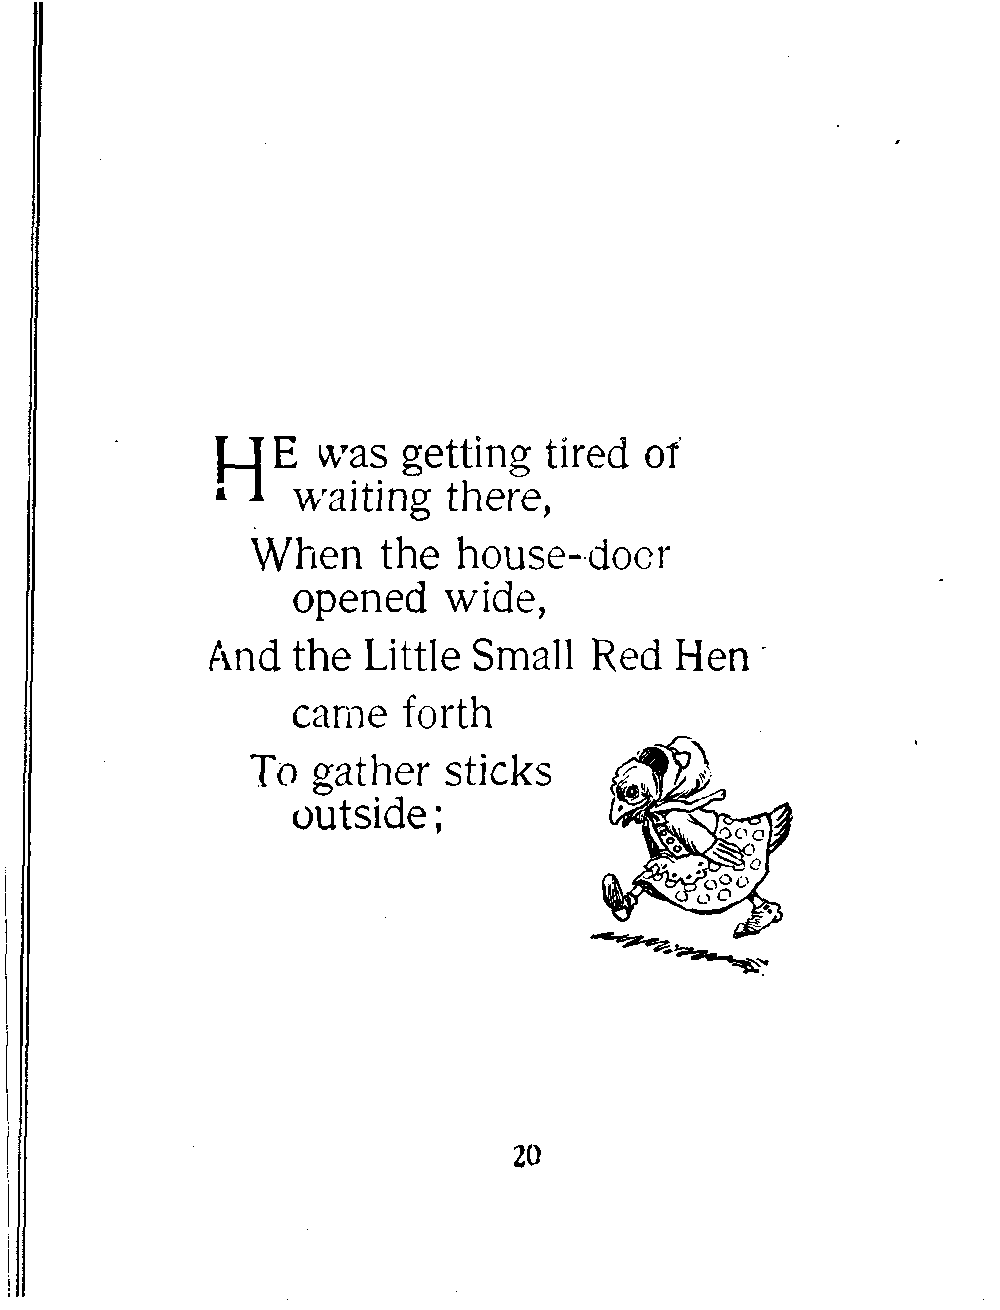 HE was getting tired of
waiting there,
When the house-door
opened wide,
And the Little Small Red Hen
came forth
To gather sticks
outside;
20